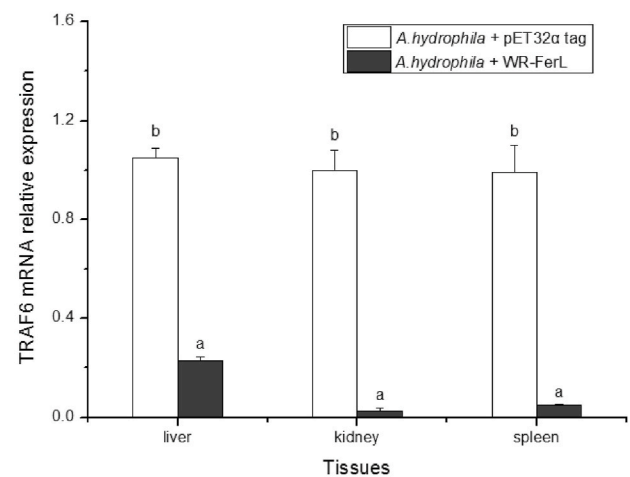 A.hydrophila + pET32α tag
A.hydrophila + WR-FerL
TRAF6 mRNA relative expression
1.6
1.2
0.8
0.4
0.0
b
a
b
a
b
a
liver
kidney
spleen
Tissues